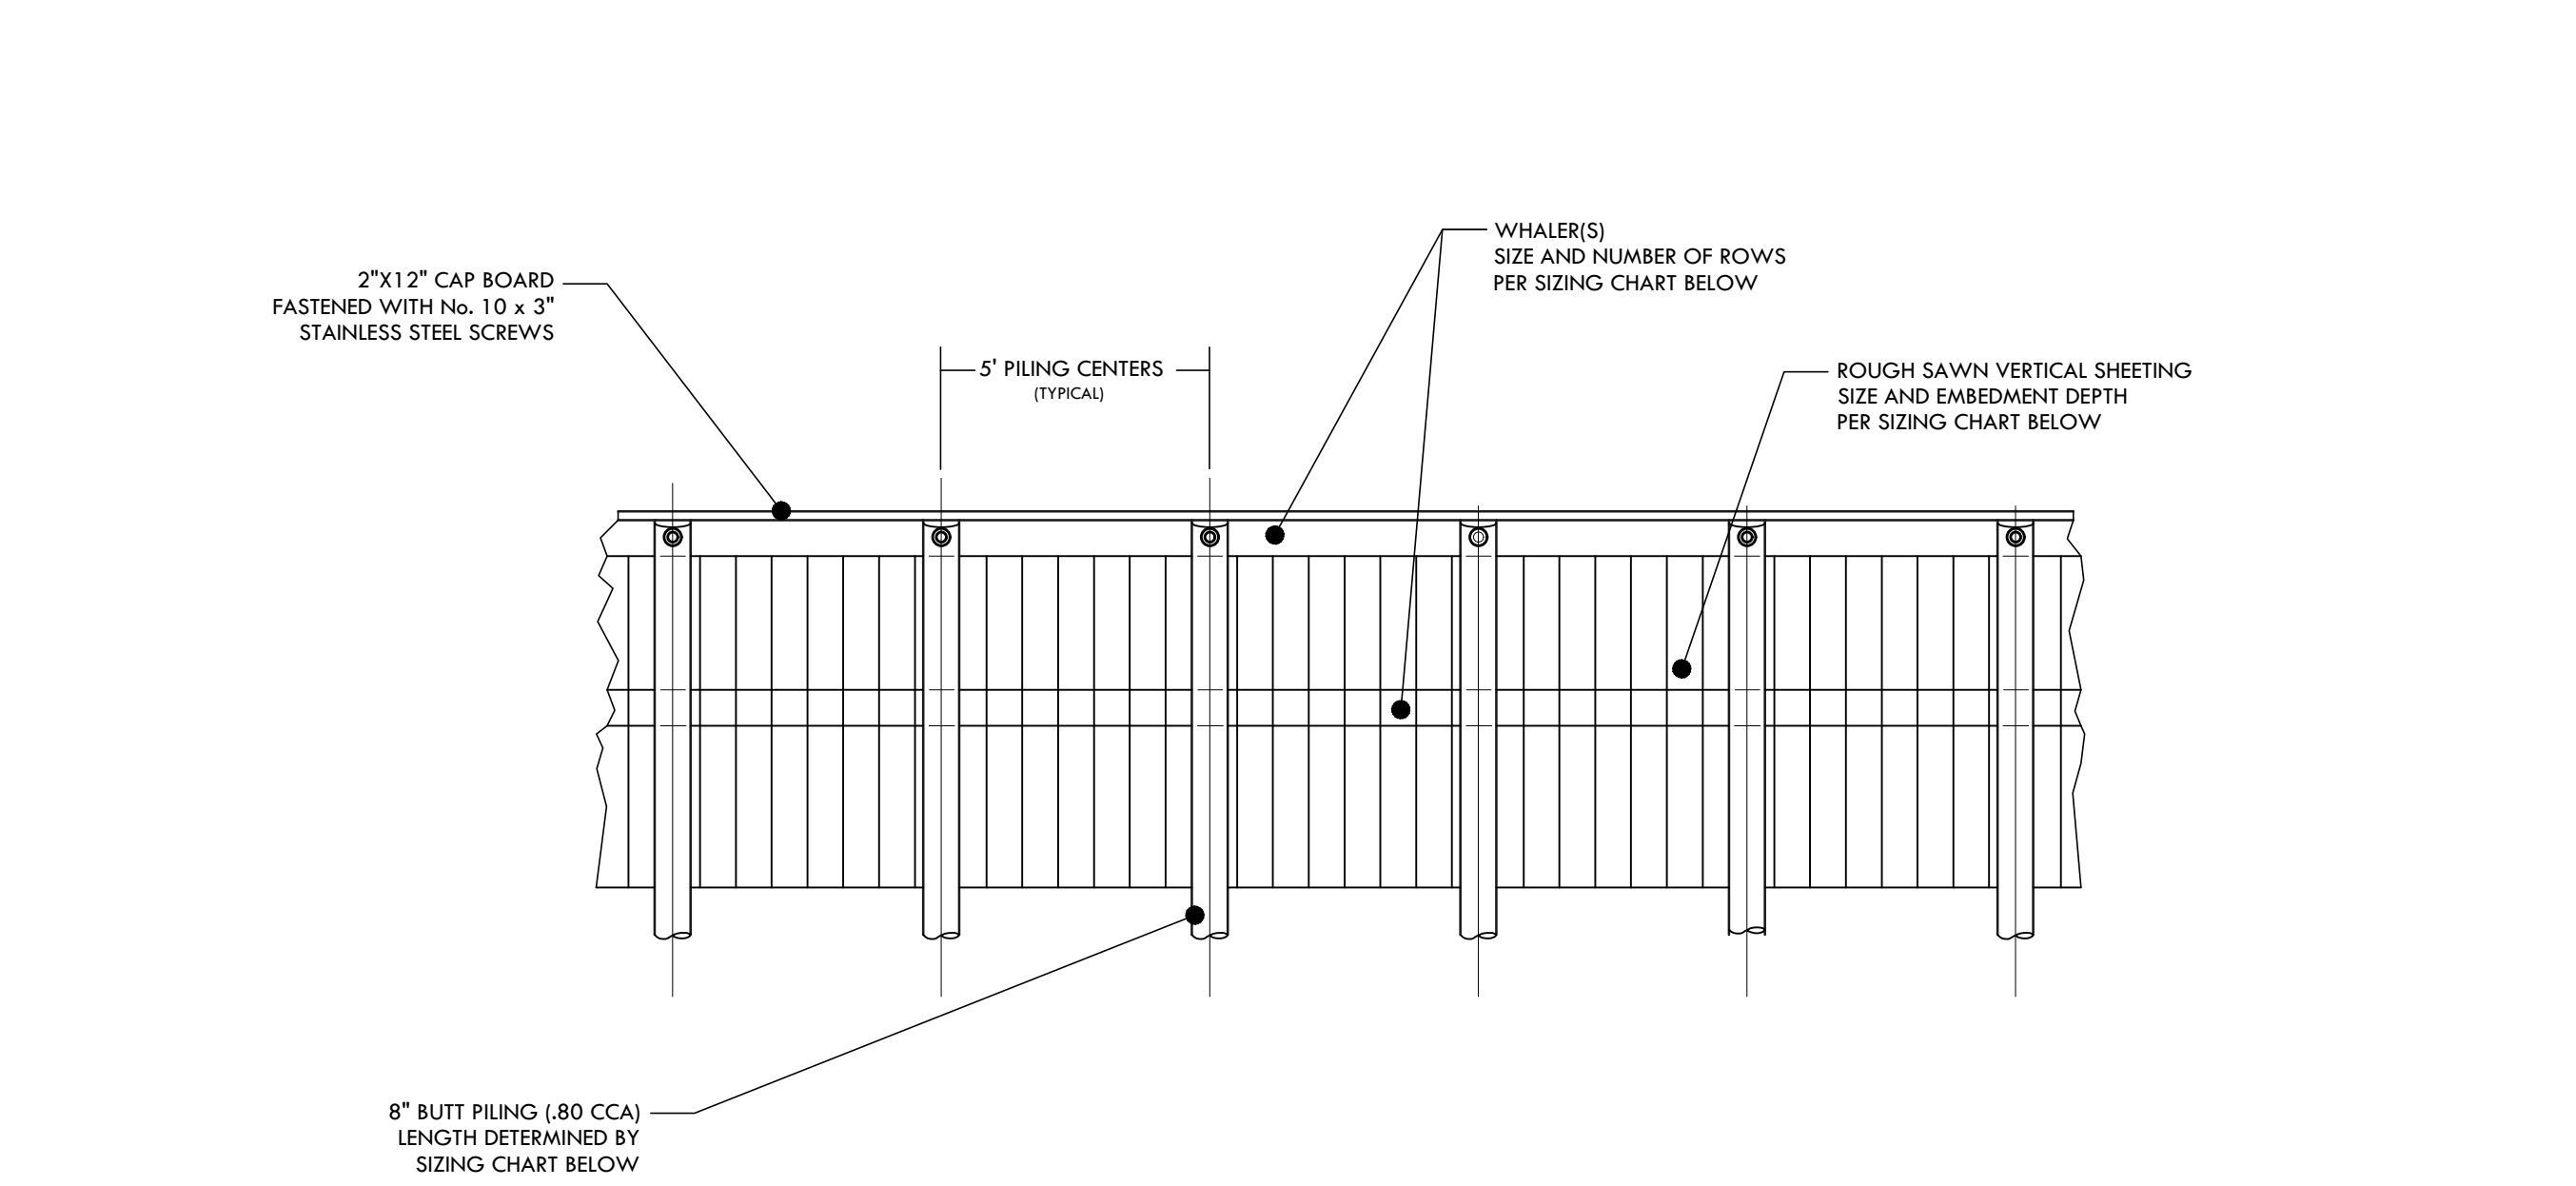 WHALER(S)
SIZE AND NUMBER OF ROWS
PER SIZING CHART BELOW
2"X12" CAP BOARD
FASTENED WITH No. 10 x 3"
STAINLESS STEEL SCREWS
5' PILING CENTERS
(TYPICAL)
ROUGH SAWN VERTICAL SHEETING
SIZE AND EMBEDMENT DEPTH
PER SIZING CHART BELOW
8" BUTT PILING (.80 CCA)
LENGTH DETERMINED BY
SIZING CHART BELOW